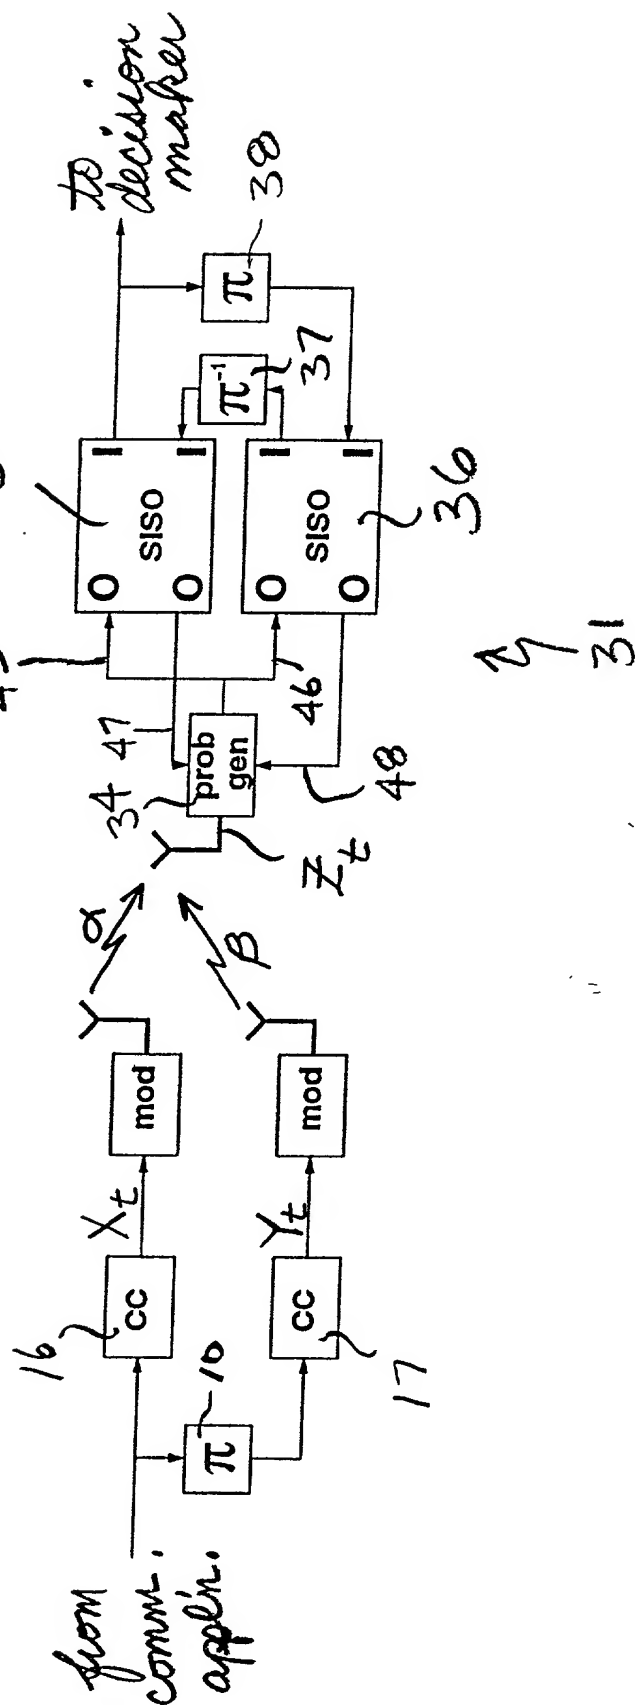 from
comm.
appl'n.
16
CC
X_t
mod
α
π
10
CC
17
Y_t
mod
β
Z_t
34
prob
gen
47
46
48
O
I
SISO
O
I
O
I
SISO
O
I
36
π⁻¹
37
π
38
to
decision
maker
31